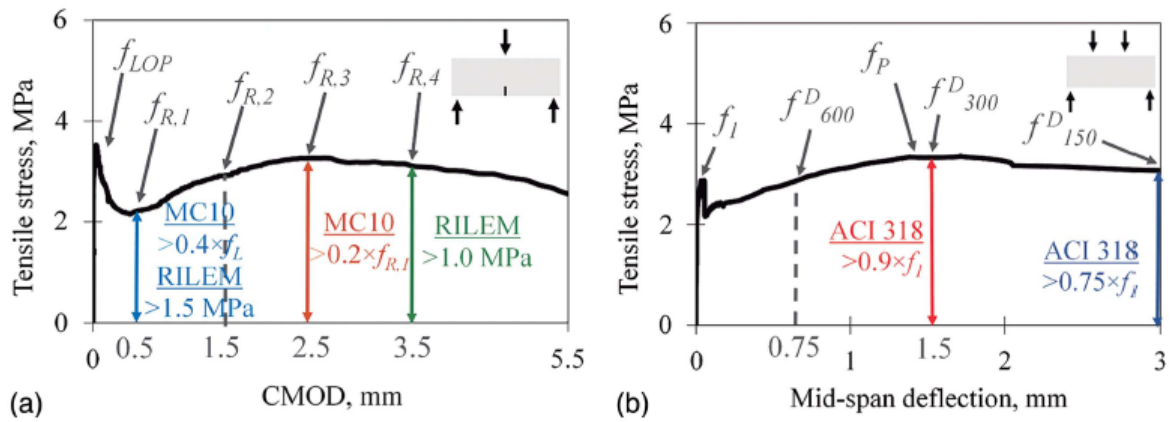 6
4
2
0
Tensile stress, MPa
f_LOP
f_R,1
f_R,2
f_R,3
f_R,4
MC10
>0.4×f_L
RILEM
>1.5 MPa
MC10
>0.2×f_R,1
RILEM
>1.0 MPa
0 0.5 1.5 2.5 3.5 5.5
CMOD, mm
(a)
6
4
2
0
Tensile stress, MPa
f_1
f^D_600
f_P
f^D_300
f^D_150
ACI 318
>0.9×f_1
ACI 318
>0.75×f_1
0 0.75 1 1.5 2 3
Mid-span deflection, mm
(b)